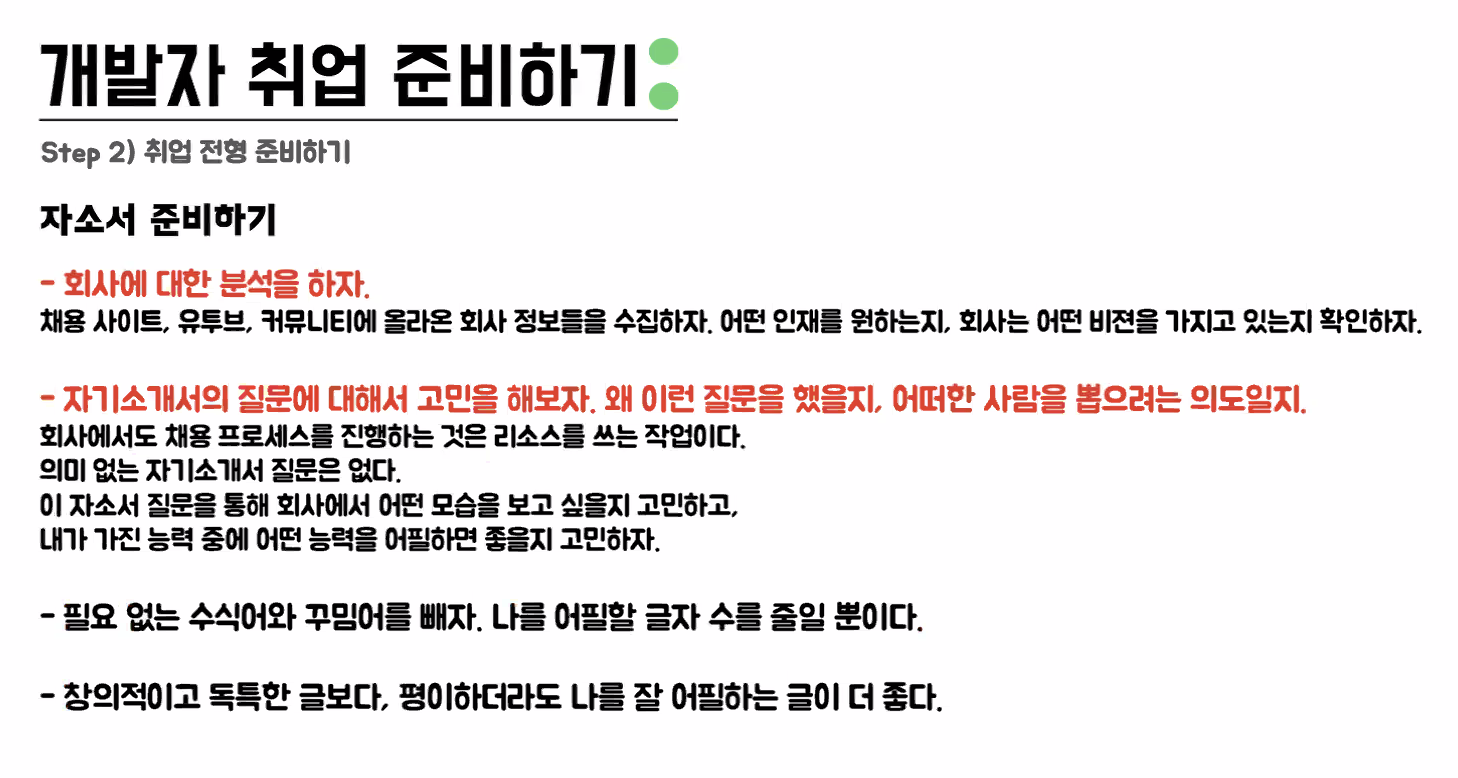 개발자 취업 준비하기:
Step 2) 취업 전형 준비하기
자소서 준비하기
- 회사에 대한 분석을 하자.
채용 사이트, 유투브, 커뮤니티에 올라온 회사 정보들을 수집하자. 어떤 인재를 원하는지, 회사는 어떤 비젼을 가지고 있는지 확인하자.
- 자기소개서의 질문에 대해서 고민을 해보자. 왜 이런 질문을 했을지, 어떠한 사람을 뽑으려는 의도일지.
회사에서도 채용 프로세스를 진행하는 것은 리소스를 쓰는 작업이다.
의미 없는 자기소개서 질문은 없다.
이 자소서 질문을 통해 회사에서 어떤 모습을 보고 싶을지 고민하고,
내가 가진 능력 중에 어떤 능력을 어필하면 좋을지 고민하자.
- 필요 없는 수식어와 꾸밈어를 빼자. 나를 어필할 글자 수를 줄일 뿐이다.
- 창의적이고 독특한 글보다, 평이하더라도 나를 잘 어필하는 글이 더 좋다.